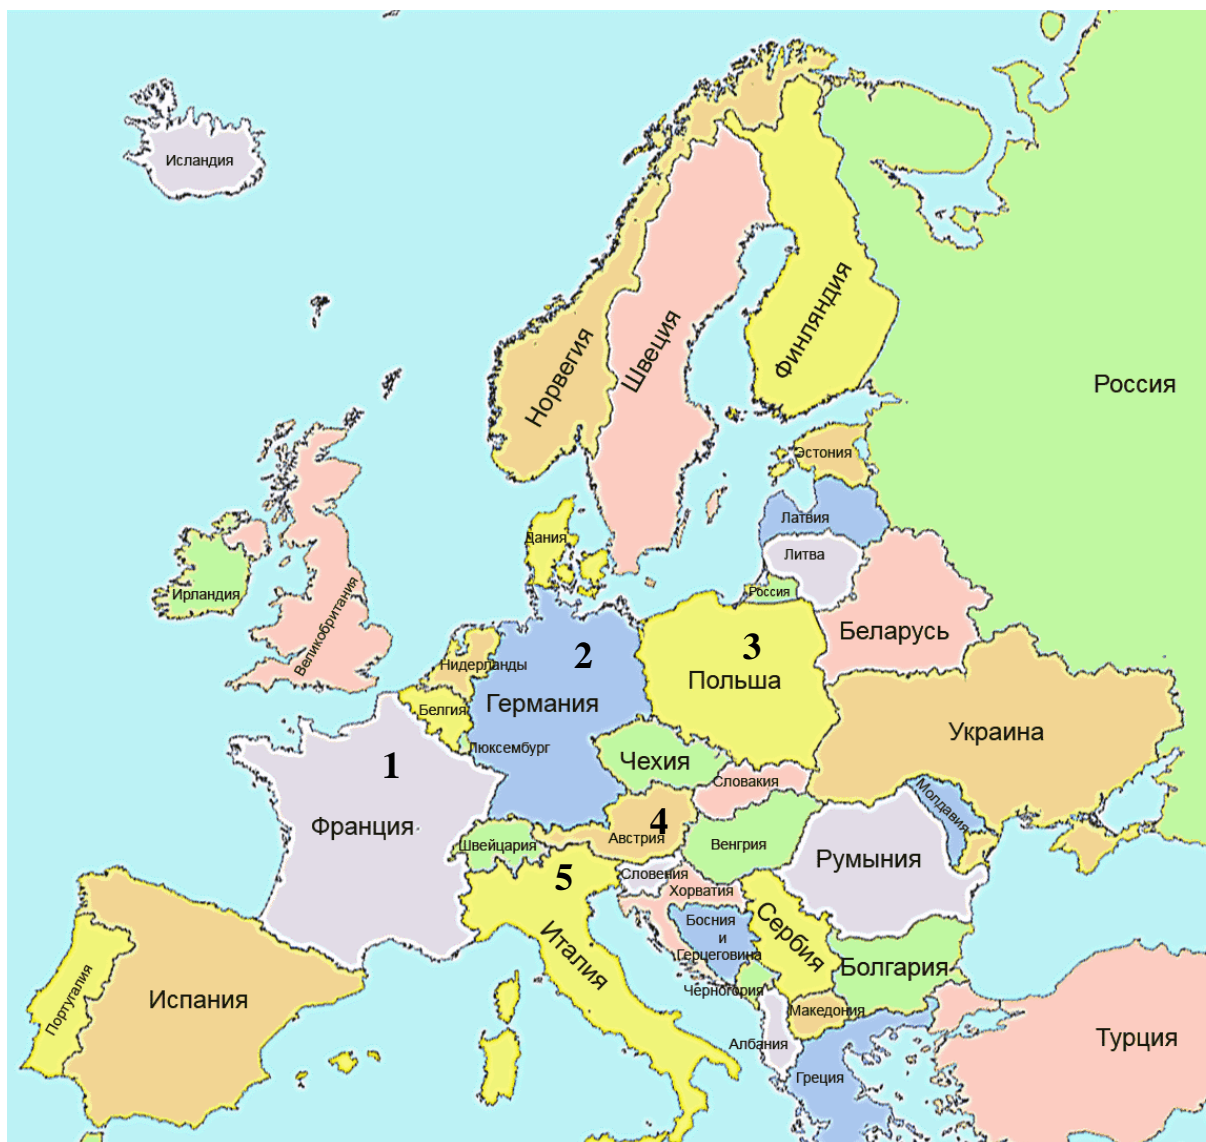 Исландия
Финляндия
Швеция
Норвегия
Россия
Эстония
Латвия
Дания
Литва
Россия
Ирландия
Великобритания
Беларусь
3
2
Нидерланды
Польша
Германия
Белгия
Украина
Люксембург
Чехия
1
Словакия
Молдавия
4
Франция
Австрия
Швейцария
Венгрия
Румыния
5
Словения
Хорватия
Сербия
Босния
и
Герцеговина
Италия
Болгария
Португалия
Испания
Черногория
Македония
Албания
Турция
Греция